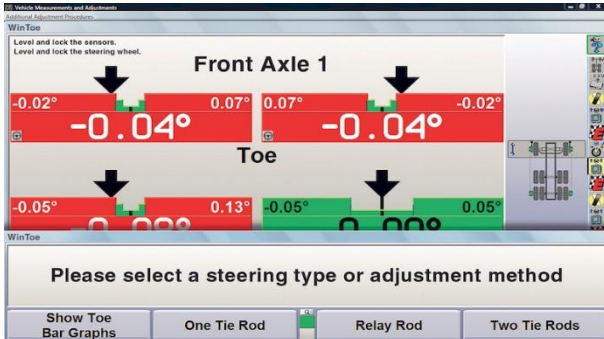 Vehicle Measurements and Adjustments
Additional Adjustment Procedures
WinToe
Level and lock the sensors.
Level and lock the steering wheel.
Front Axle 1
-0.02° 0.07° 0.07° -0.02°
-0.04° -0.04°
Toe
-0.05° 0.13° -0.05° 0.05°
WinToe
Please select a steering type or adjustment method
Show Toe
Bar Graphs
One Tie Rod
Relay Rod
Two Tie Rods